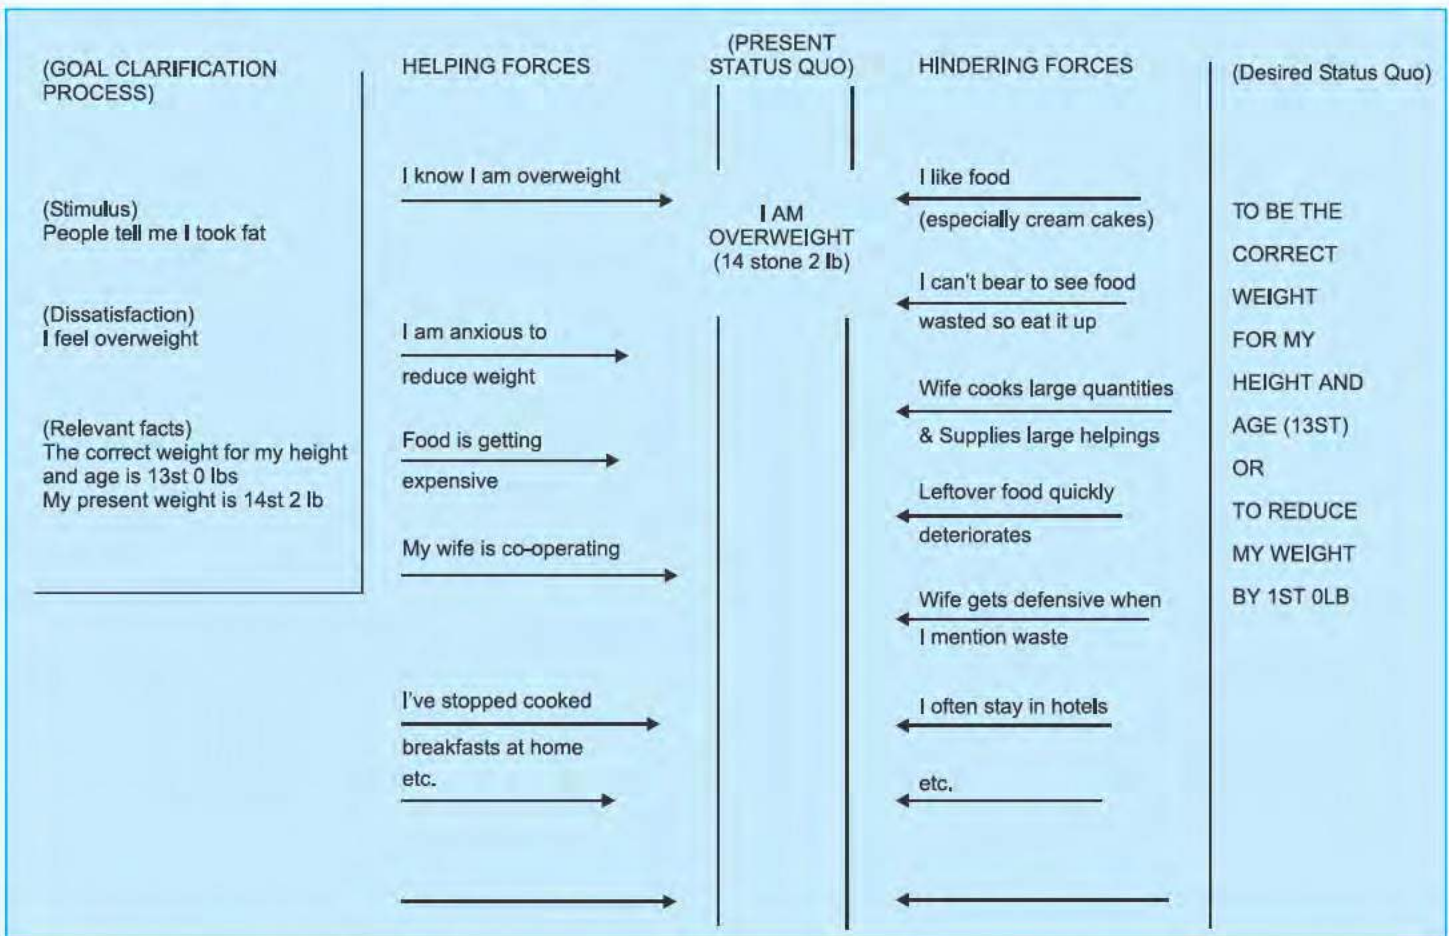 (GOAL CLARIFICATION
PROCESS)
(Stimulus)
People tell me I took fat
(Dissatisfaction)
I feel overweight
(Relevant facts)
The correct weight for my height
and age is 13st 0 lbs
My present weight is 14st 2 lb
HELPING FORCES
I know I am overweight
I am anxious to
reduce weight
Food is getting
expensive
My wife is co-operating
I've stopped cooked
breakfasts at home
etc.
(PRESENT
STATUS QUO)
I AM
OVERWEIGHT
(14 stone 2 lb)
HINDERING FORCES
I like food
(especially cream cakes)
I can't bear to see food
wasted so eat it up
Wife cooks large quantities
& Supplies large helpings
Leftover food quickly
deteriorates
Wife gets defensive when
I mention waste
I often stay in hotels
etc.
(Desired Status Quo)
TO BE THE
CORRECT
WEIGHT
FOR MY
HEIGHT AND
AGE (13ST)
OR
TO REDUCE
MY WEIGHT
BY 1ST 0LB